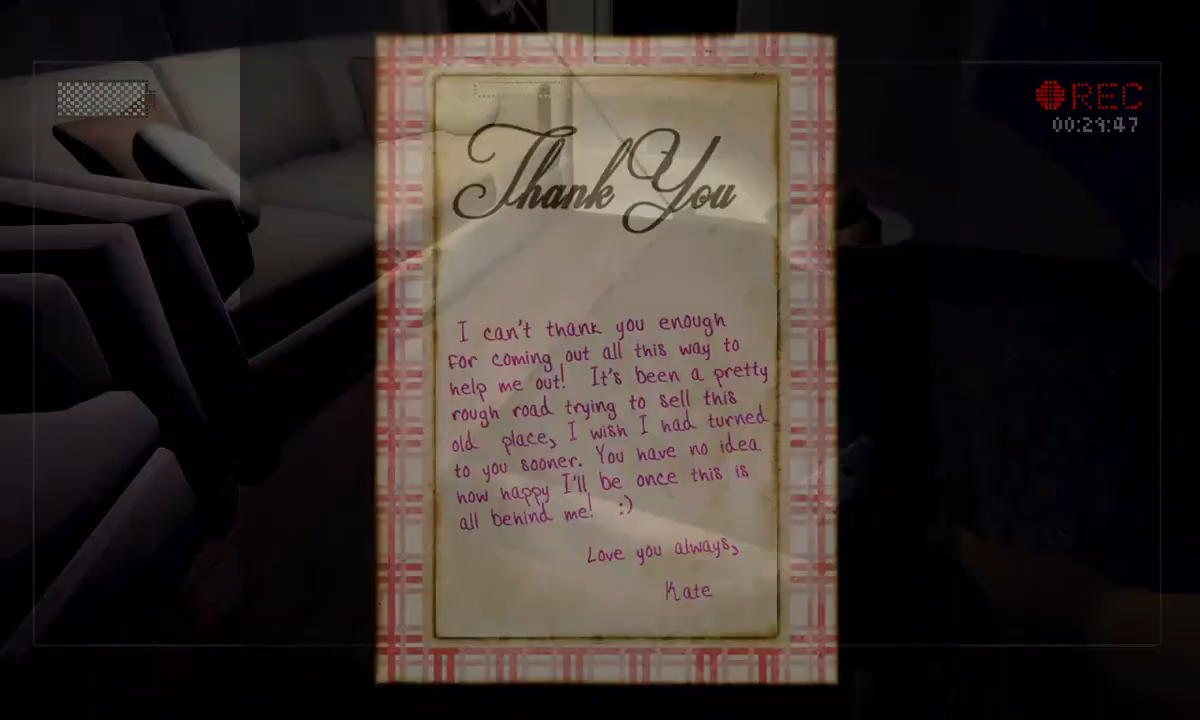 REC
00:29:47
Thank You
I can't thank you enough
for coming out all this way to
help me out! It's been a pretty
rough road trying to sell this
old place, I wish I had turned
to you sooner. You have no idea
how happy I'll be once this is
all behind me! :)
Love you always,
Kate